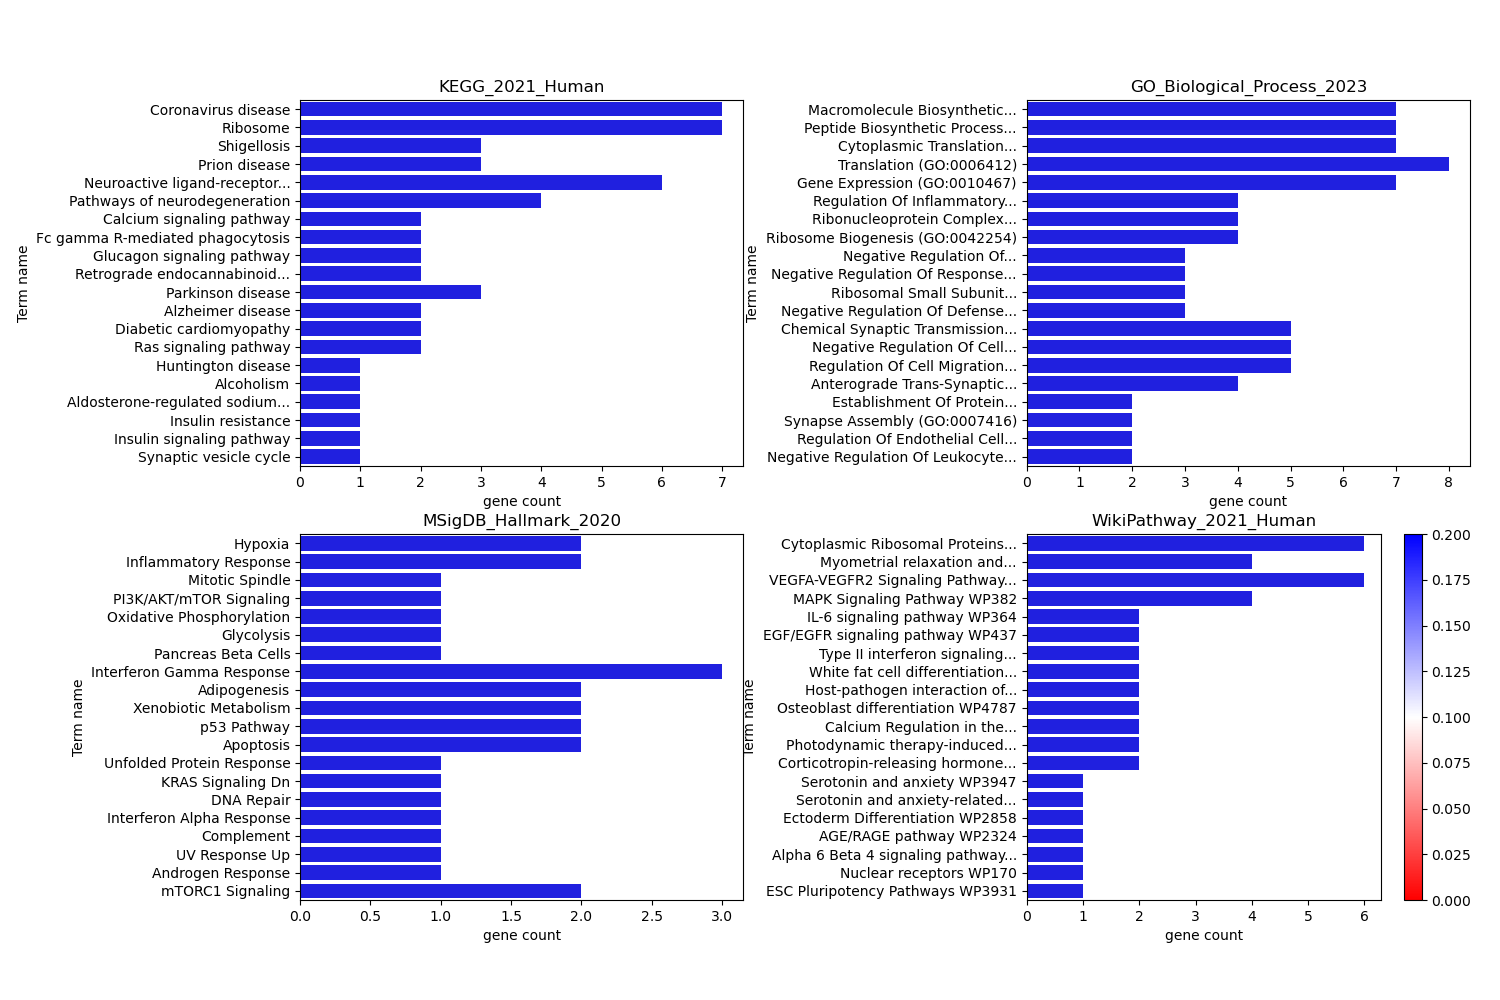 KEGG_2021_Human
Term name
Coronavirus disease
Ribosome
Shigellosis
Prion disease
Neuroactive ligand-receptor...
Pathways of neurodegeneration
Calcium signaling pathway
Fc gamma R-mediated phagocytosis
Glucagon signaling pathway
Retrograde endocannabinoid...
Parkinson disease
Alzheimer disease
Diabetic cardiomyopathy
Ras signaling pathway
Huntington disease
Alcoholism
Aldosterone-regulated sodium...
Insulin resistance
Insulin signaling pathway
Synaptic vesicle cycle
0 1 2 3 4 5 6 7
gene count
GO_Biological_Process_2023
Term name
Macromolecule Biosynthetic...
Peptide Biosynthetic Process...
Cytoplasmic Translation...
Translation (GO:0006412)
Gene Expression (GO:0010467)
Regulation Of Inflammatory...
Ribonucleoprotein Complex...
Ribosome Biogenesis (GO:0042254)
Negative Regulation Of...
Negative Regulation Of Response...
Ribosomal Small Subunit...
Negative Regulation Of Defense...
Chemical Synaptic Transmission...
Negative Regulation Of Cell...
Regulation Of Cell Migration...
Anterograde Trans-Synaptic...
Establishment Of Protein...
Synapse Assembly (GO:0007416)
Regulation Of Endothelial Cell...
Negative Regulation Of Leukocyte...
0 1 2 3 4 5 6 7 8
gene count
MSigDB_Hallmark_2020
Term name
Hypoxia
Inflammatory Response
Mitotic Spindle
PI3K/AKT/mTOR Signaling
Oxidative Phosphorylation
Glycolysis
Pancreas Beta Cells
Interferon Gamma Response
Adipogenesis
Xenobiotic Metabolism
p53 Pathway
Apoptosis
Unfolded Protein Response
KRAS Signaling Dn
DNA Repair
Interferon Alpha Response
Complement
UV Response Up
Androgen Response
mTORC1 Signaling
0.0 0.5 1.0 1.5 2.0 2.5 3.0
gene count
WikiPathway_2021_Human
Term name
Cytoplasmic Ribosomal Proteins...
Myometrial relaxation and...
VEGFA-VEGFR2 Signaling Pathway...
MAPK Signaling Pathway WP382
IL-6 signaling pathway WP364
EGF/EGFR signaling pathway WP437
Type II interferon signaling...
White fat cell differentiation...
Host-pathogen interaction of...
Osteoblast differentiation WP4787
Calcium Regulation in the...
Photodynamic therapy-induced...
Corticotropin-releasing hormone...
Serotonin and anxiety WP3947
Serotonin and anxiety-related...
Ectoderm Differentiation WP2858
AGE/RAGE pathway WP2324
Alpha 6 Beta 4 signaling pathway...
Nuclear receptors WP170
ESC Pluripotency Pathways WP3931
0 1 2 3 4 5 6
gene count
0.200
0.175
0.150
0.125
0.100
0.075
0.050
0.025
0.000